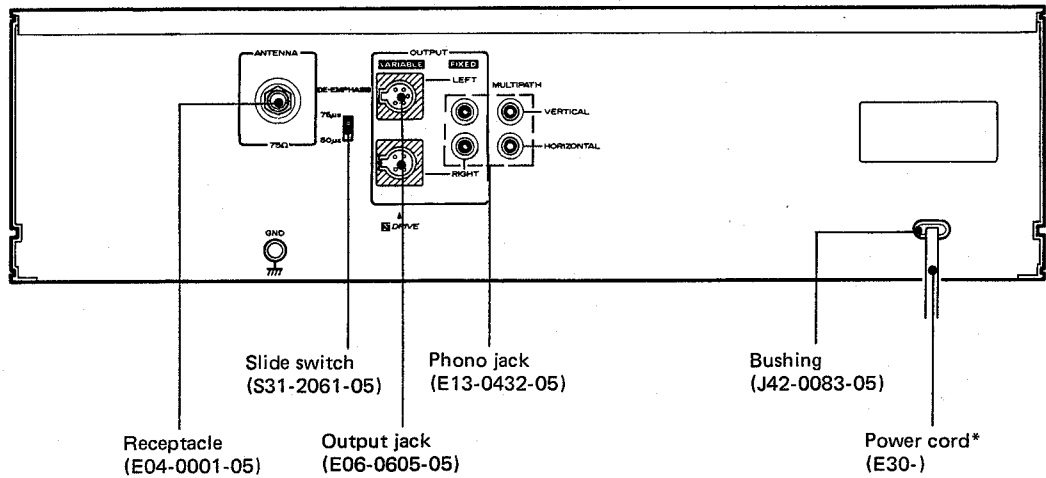 ANTENNA
75Ω
DE-EMPHASIS
75µs
50µs
OUTPUT
VARIABLE
FIXED
LEFT
RIGHT
MULTIPATH
VERTICAL
HORIZONTAL
DRIVE
GND
Slide switch
(S31-2061-05)
Phono jack
(E13-0432-05)
Bushing
(J42-0083-05)
Receptacle
(E04-0001-05)
Output jack
(E06-0605-05)
Power cord*
(E30-)